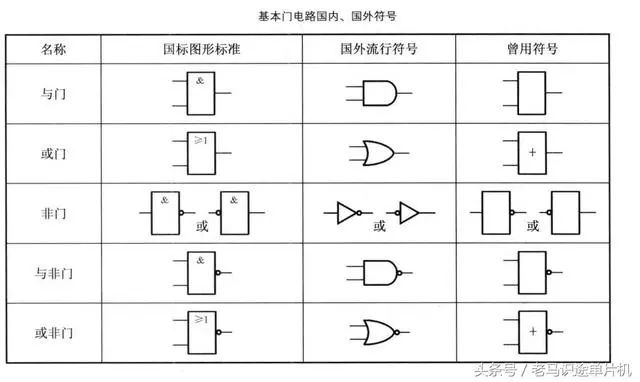 基本门电路国内、国外符号
名称 国标图形标准 国外流行符号 曾用符号
与门 &
或门 ≥1 +
非门 & 或 & 或 或
与非门 &
或非门 ≥1 +
头条号 / 老马识途单片机